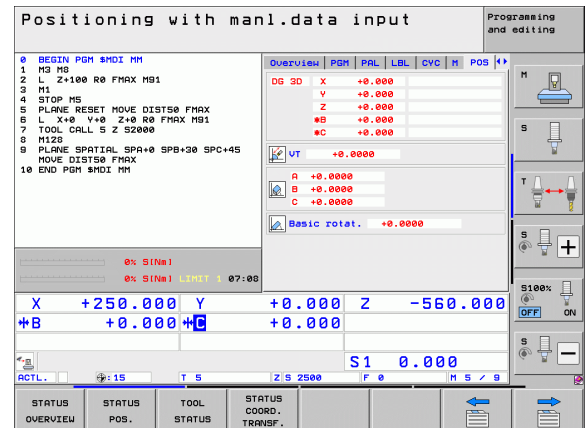 Positioning with manl.data input
Programming
and editing
0 BEGIN PGM $MDI MM
1 M3 M8
2 L Z+100 R0 FMAX M91
3 M1
4 STOP M5
5 PLANE RESET MOVE DIST50 FMAX
6 L X+0 Y+0 Z+0 R0 FMAX M91
7 TOOL CALL 5 Z S2000
8 M128
9 PLANE SPATIAL SPA+0 SPB+30 SPC+45
MOVE DIST50 FMAX
10 END PGM $MDI MM
0% S[Nm]
0% S[Nm] LIMIT 1 07:08
Overview PGM PAL LBL CYC M POS
DG 3D X +0.000
Y +0.000
Z +0.000
*B +0.000
*C +0.000
VT +0.0000
A +0.0000
B +0.0000
C +0.0000
Basic rotat. +0.0000
X +250.000 Y +0.000 Z -560.000
B +0.000 C +0.000
S1 0.000
ACTL. :15 T 5 Z S 2500 F 0 M 5 / 9
M
S
T
S
S100%
OFF ON
S
STATUS
OVERVIEW
STATUS
POS.
TOOL
STATUS
STATUS
COORD.
TRANSF.